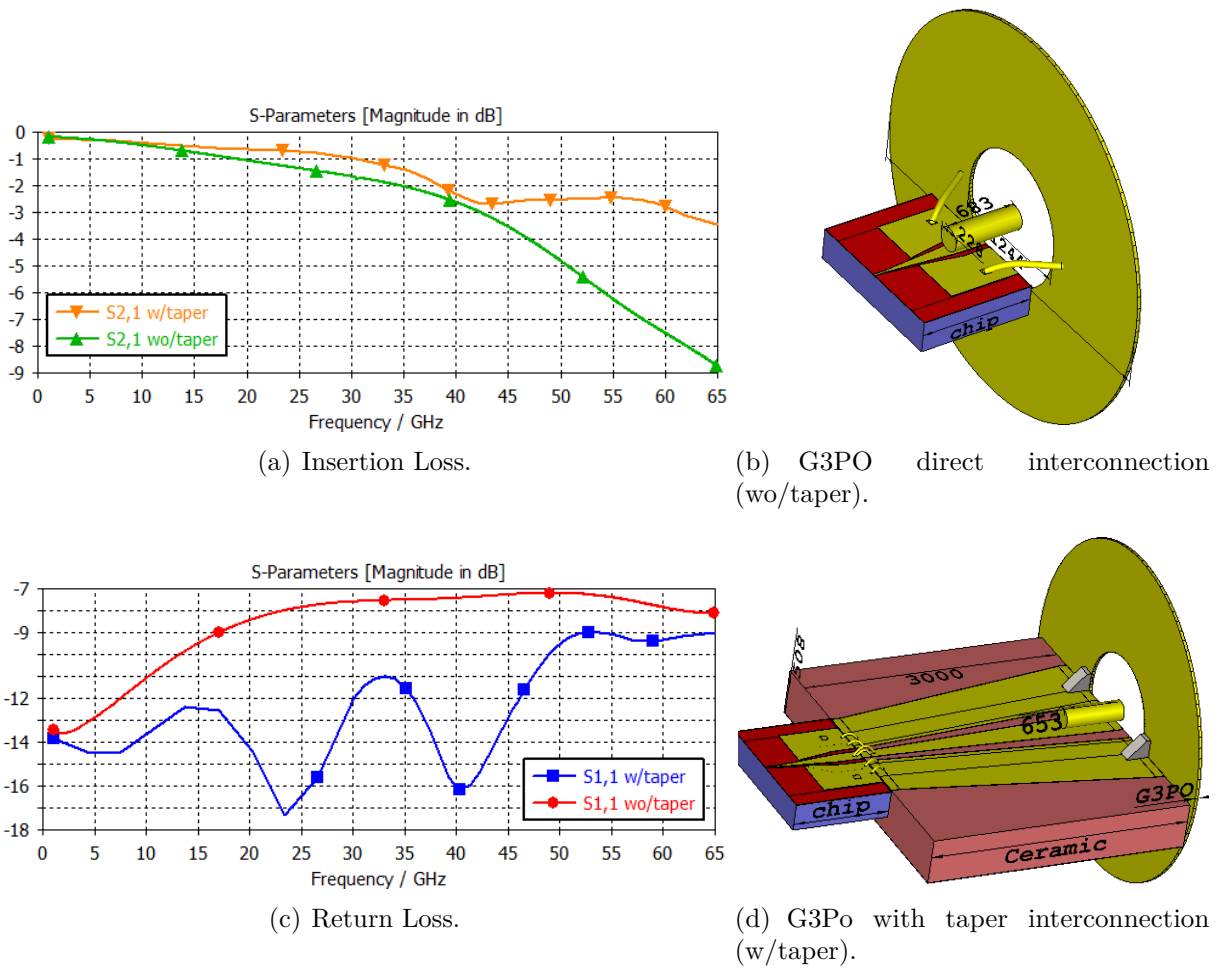 S-Parameters [Magnitude in dB]
0
-1
-2
-3
-4
-5
-6
-7
-8
-9
S2,1 w/taper
S2,1 wo/taper
0 5 10 15 20 25 30 35 40 45 50 55 60 65
Frequency / GHz
(a) Insertion Loss.
683
228
chip
(b) G3PO direct interconnection
(wo/taper).
S-Parameters [Magnitude in dB]
-7
-9
-12
-14
-16
-18
S1,1 w/taper
S1,1 wo/taper
0 5 10 15 20 25 30 35 40 45 50 55 60 65
Frequency / GHz
(c) Return Loss.
3000
653
G3PO
chip
Ceramic
(d) G3Po with taper interconnection
(w/taper).